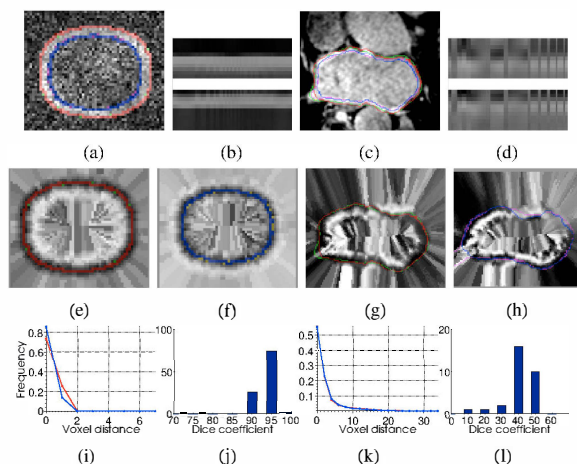 (a) (b) (c) (d)
(e) (f) (g) (h)
Frequency
0.8
0.6
0.4
0.2
0
0 2 4 6
Voxel distance
100
50
0
70 75 80 85 90 95 100
Dice coefficient
0.5
0.4
0.3
0.2
0.1
0
0 10 20 30
Voxel distance
20
10
0
0 10 20 30 40 50 60
Dice coefficient
(i) (j) (k) (l)